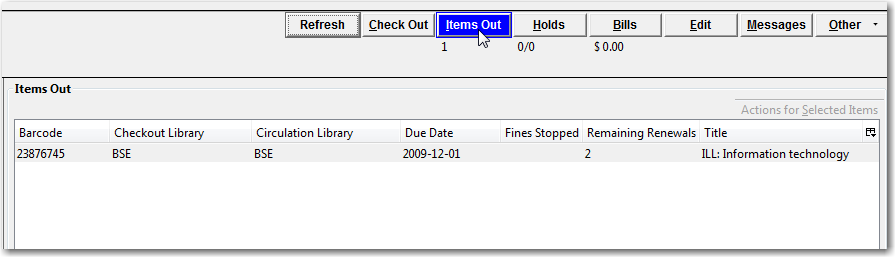 Refresh Check Out Items Out Holds Bills Edit Messages Other
1 0/0 $ 0.00
Items Out
Actions for Selected Items
Barcode Checkout Library Circulation Library Due Date Fines Stopped Remaining Renewals Title
23876745 BSE BSE 2009-12-01 2 ILL: Information technology